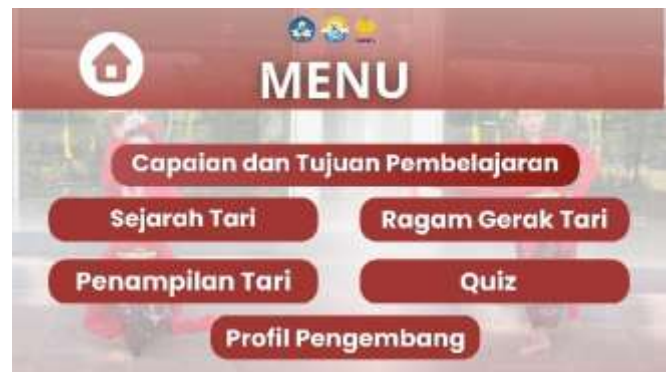 MENU
Capaian dan Tujuan Pembelajaran
Sejarah Tari
Ragam Gerak Tari
Penampilan Tari
Quiz
Profil Pengembang